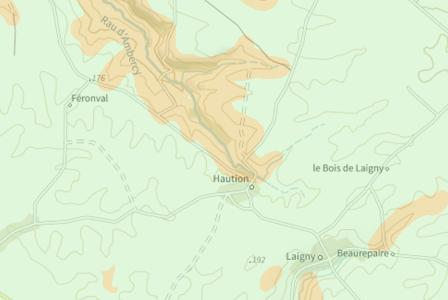 Rau d'Ambercy
.176
Féronval
le Bois de Laigny
Haution
.192
Laigny
Beaurepaire